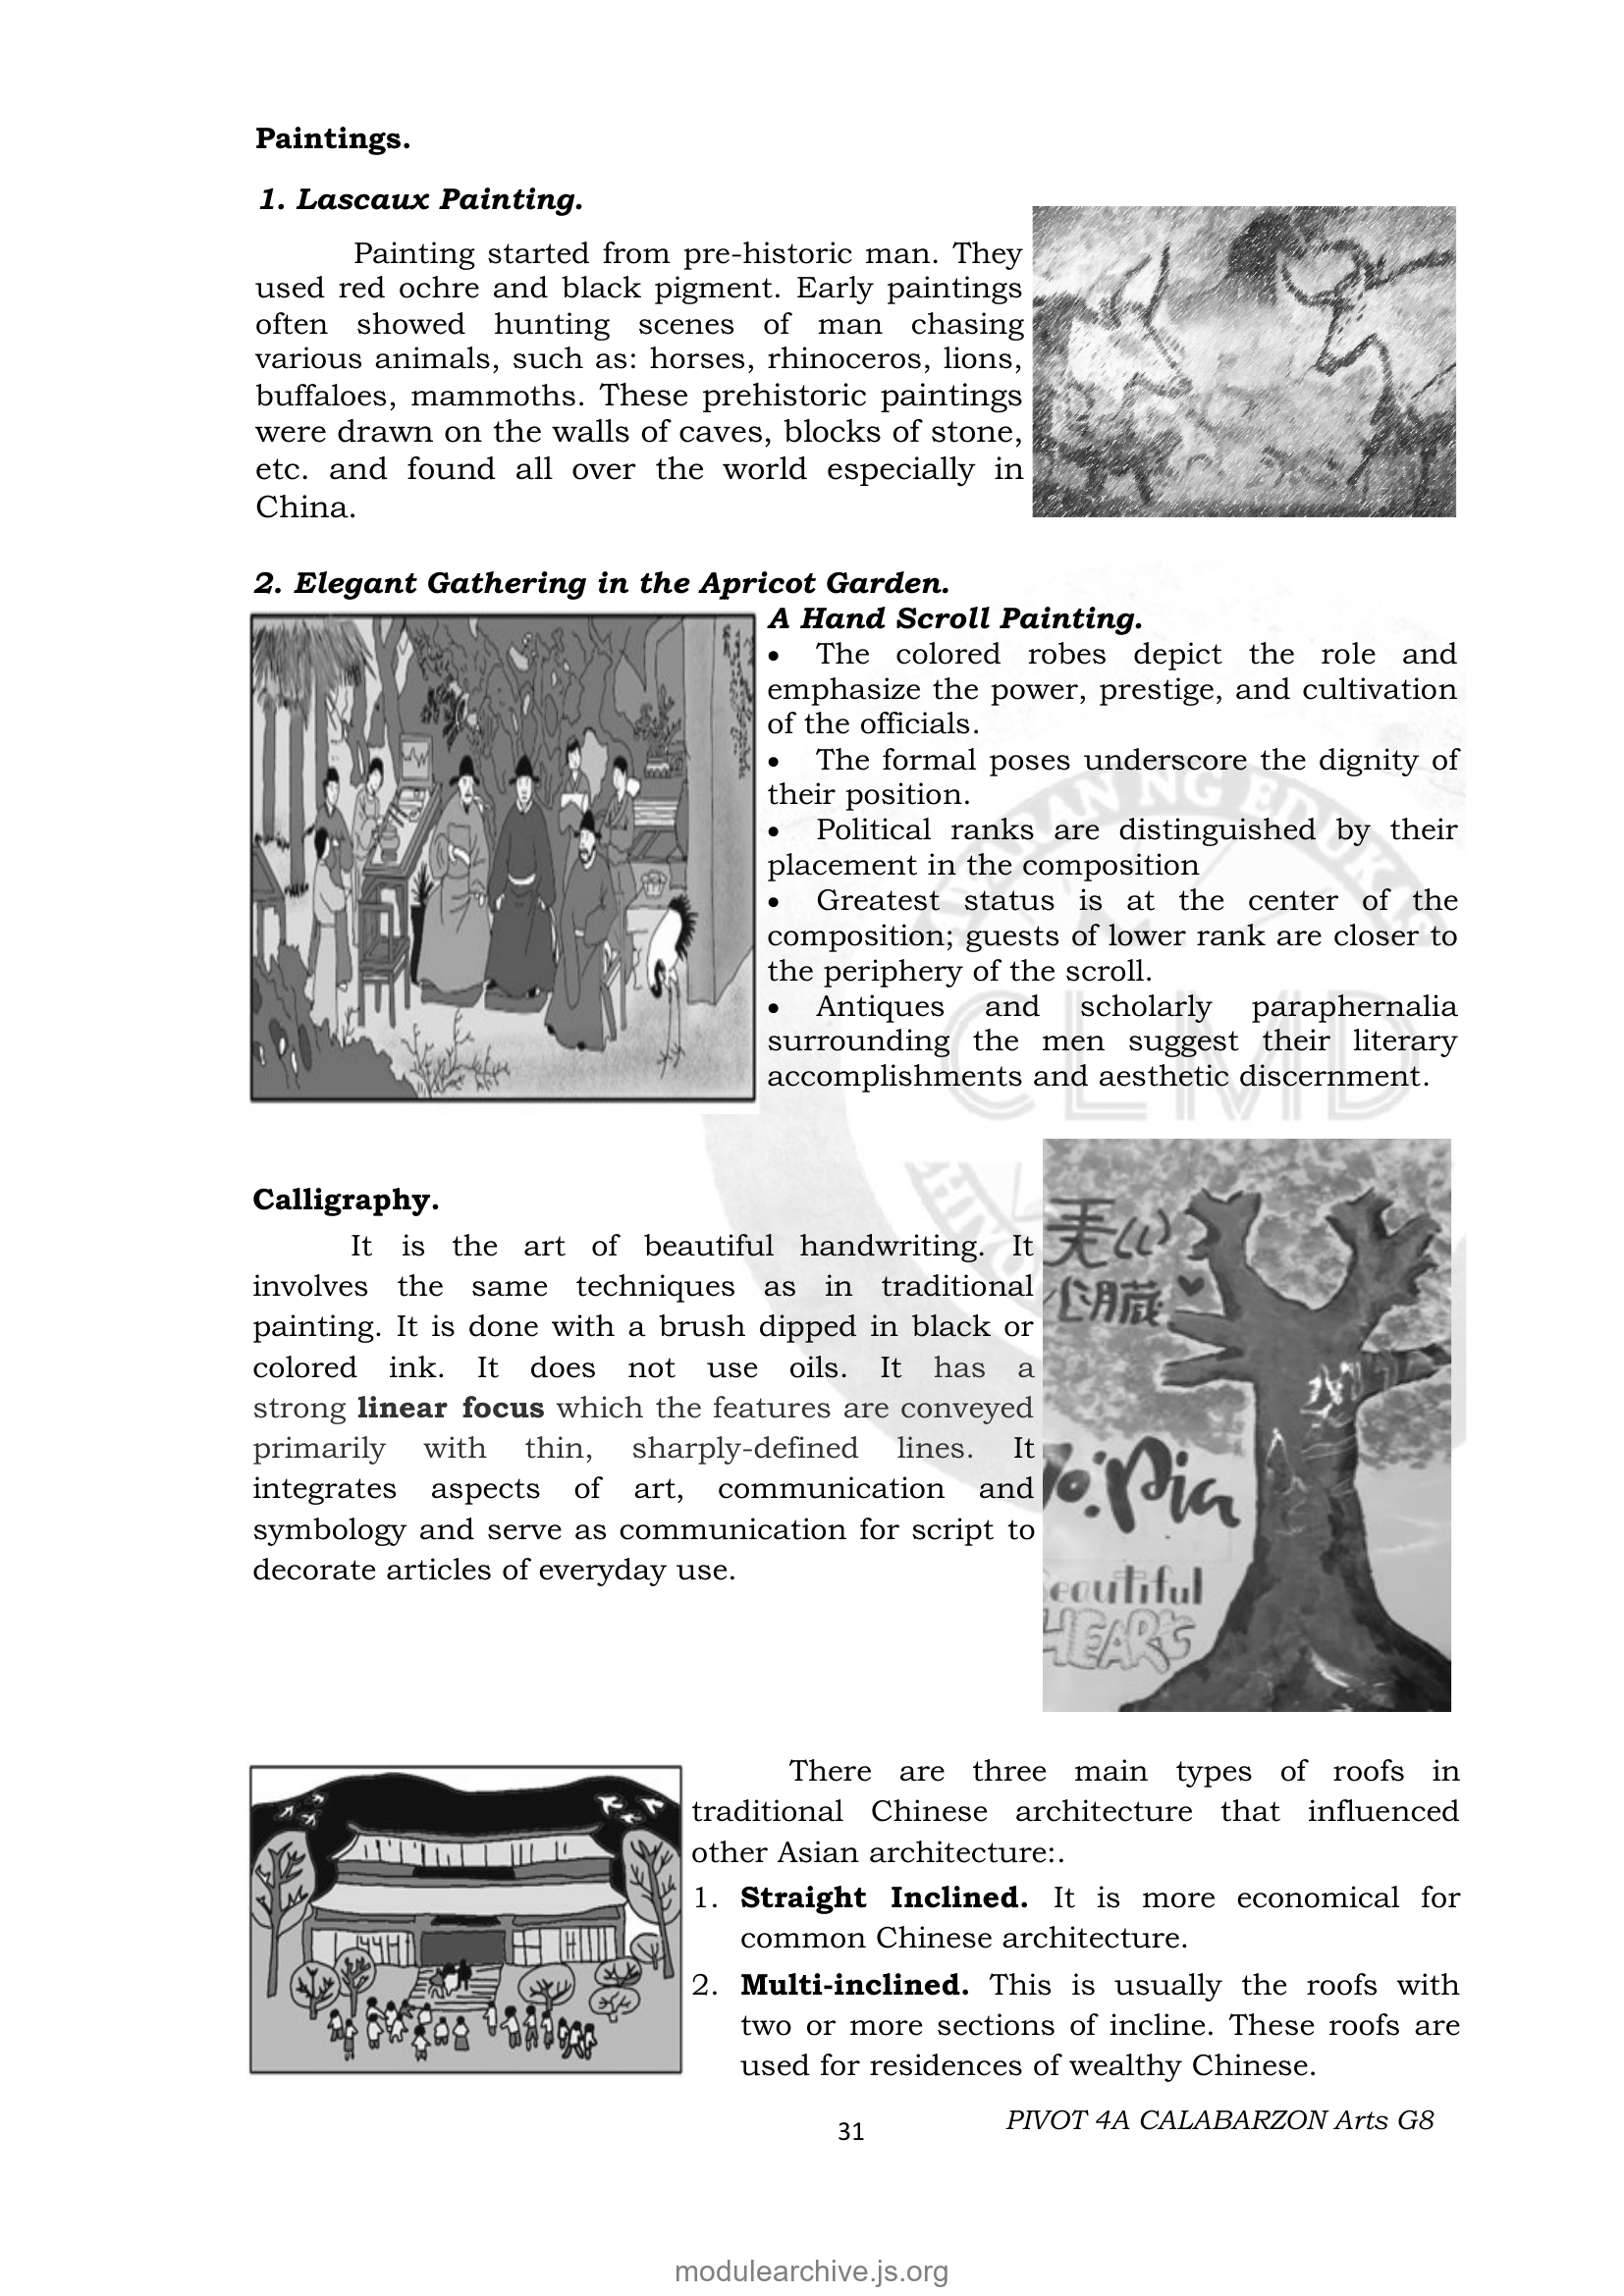 Paintings.
1. Lascaux Painting.
Painting started from pre-historic man. They
used red ochre and black pigment. Early paintings
often showed hunting scenes of man chasing
various animals, such as: horses, rhinoceros, lions,
buffaloes, mammoths. These prehistoric paintings
were drawn on the walls of caves, blocks of stone,
etc. and found all over the world especially in
China.
2. Elegant Gathering in the Apricot Garden.
A Hand Scroll Painting.
• The colored robes depict the role and
emphasize the power, prestige, and cultivation
of the officials.
• The formal poses underscore the dignity of
their position.
• Political ranks are distinguished by their
placement in the composition
• Greatest status is at the center of the
composition; guests of lower rank are closer to
the periphery of the scroll.
• Antiques and scholarly paraphernalia
surrounding the men suggest their literary
accomplishments and aesthetic discernment.
CLMD
Calligraphy.
It is the art of beautiful handwriting. It
involves the same techniques as in traditional
painting. It is done with a brush dipped in black or
colored ink. It does not use oils. It has a
strong linear focus which the features are conveyed
primarily with thin, sharply-defined lines. It
integrates aspects of art, communication and
symbology and serve as communication for script to
decorate articles of everyday use.
美い
心臓
To: Pia
Beautiful
HEART
There are three main types of roofs in
traditional Chinese architecture that influenced
other Asian architecture:.
1. Straight Inclined. It is more economical for
common Chinese architecture.
2. Multi-inclined. This is usually the roofs with
two or more sections of incline. These roofs are
used for residences of wealthy Chinese.
31
PIVOT 4A CALABARZON Arts G8
modulearchive.js.org